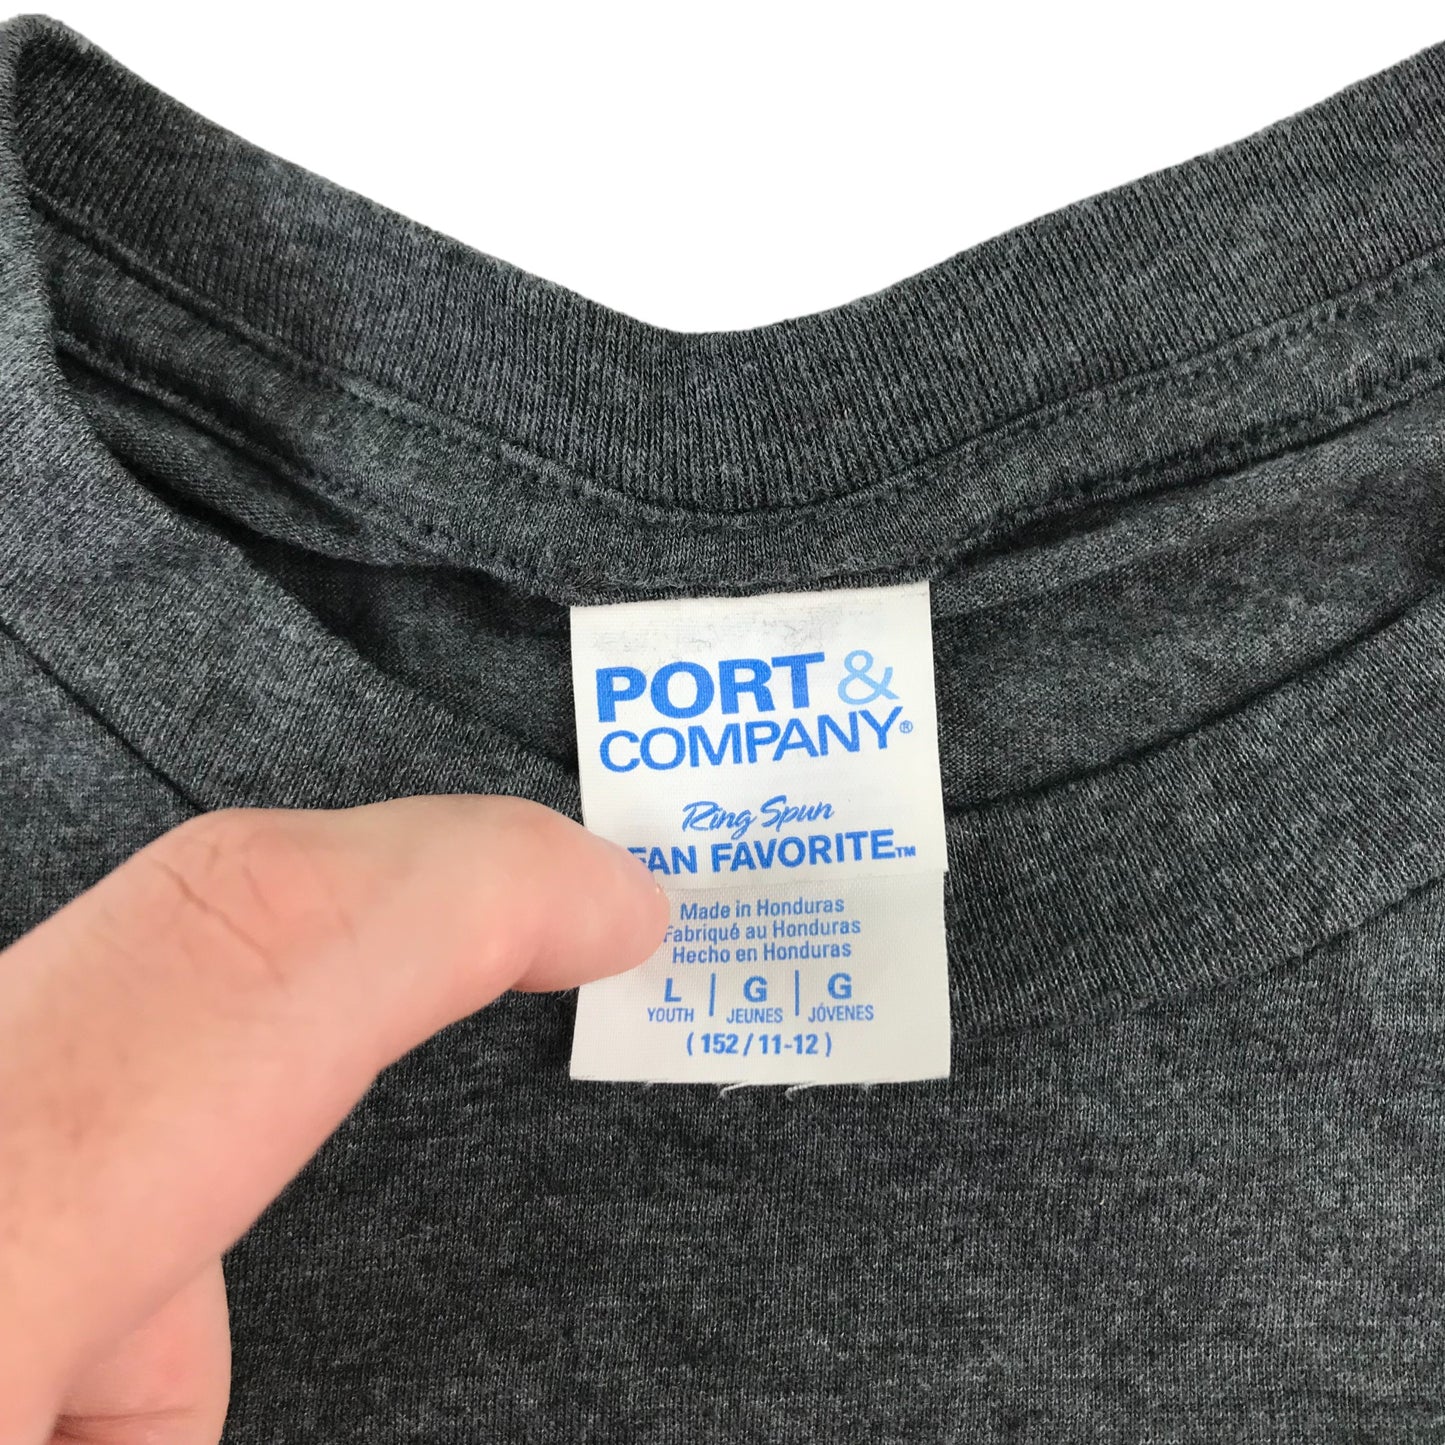 PORT &
COMPANY®
Ring Spun
FAN FAVORITE™
Made in Honduras
Fabriqué au Honduras
Hecho en Honduras
L | G | G
YOUTH JEUNES JÓVENES
(152/11-12)